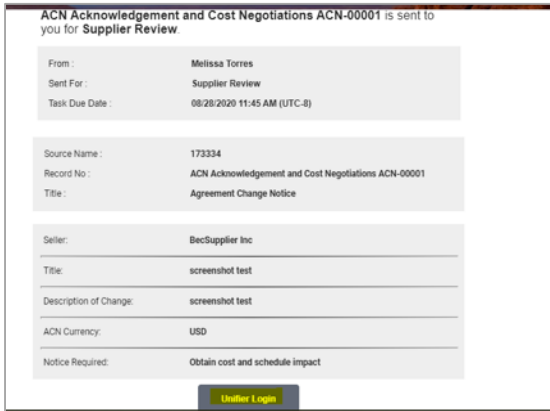 ACN Acknowledgement and Cost Negotiations ACN-00001 is sent to
you for Supplier Review.
From : Melissa Torres
Sent For : Supplier Review
Task Due Date : 08/28/2020 11:45 AM (UTC-8)
Source Name : 173334
Record No : ACN Acknowledgement and Cost Negotiations ACN-00001
Title : Agreement Change Notice
Seller: BecSupplier Inc
Title: screenshot test
Description of Change: screenshot test
ACN Currency: USD
Notice Required: Obtain cost and schedule impact
Unifier Login